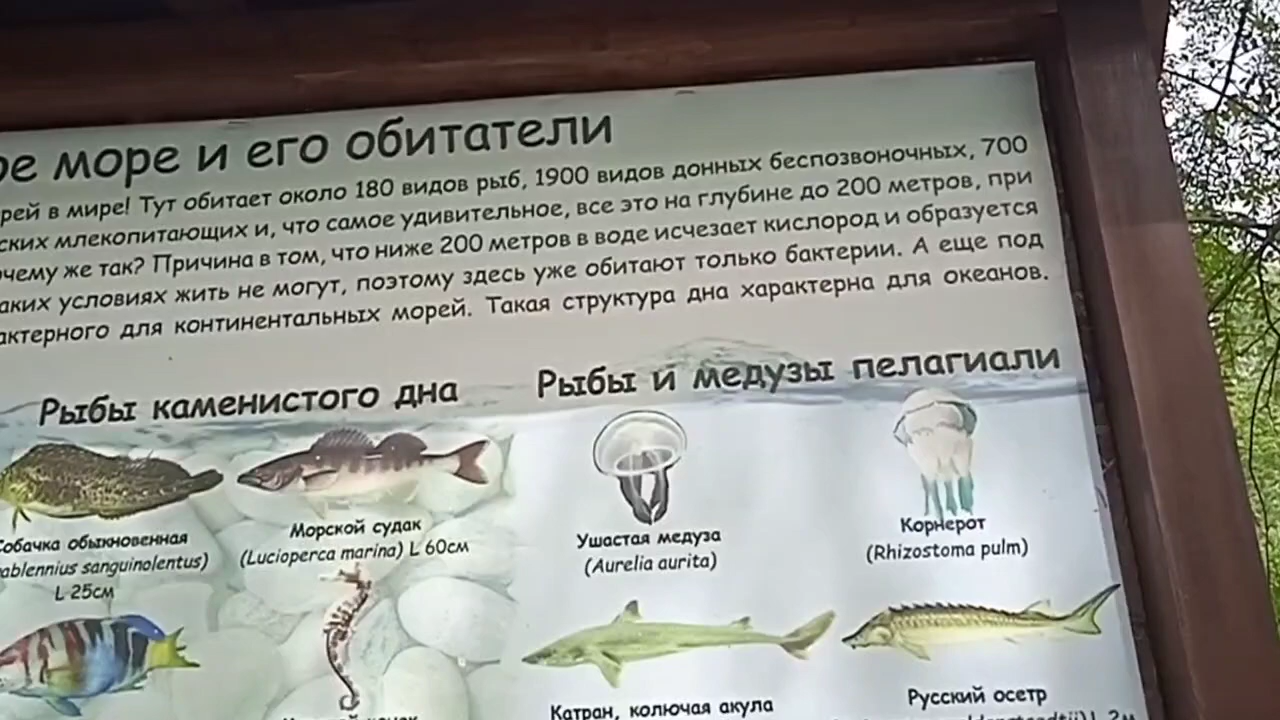 ое море и его обитатели
рей в мире! Тут обитает около 180 видов рыб, 1900 видов донных беспозвоночных, 700
ских млекопитающих и, что самое удивительное, все это на глубине до 200 метров, при
чему же так? Причина в том, что ниже 200 метров в воде исчезает кислород и образуется
аких условиях жить не могут, поэтому здесь уже обитают только бактерии. А еще под
актерного для континентальных морей. Такая структура дна характерна для океанов.
Рыбы каменистого дна
Рыбы и медузы пелагиали
Собачка обыкновенная
ablennius sanguinolentus)
L 25см
Морской судак
(Lucioperca marina) L 60см
Ушастая медуза
(Aurelia aurita)
Корнерот
(Rhizostoma pulm)
Катран, колючая акула
Русский осетр
L 2м